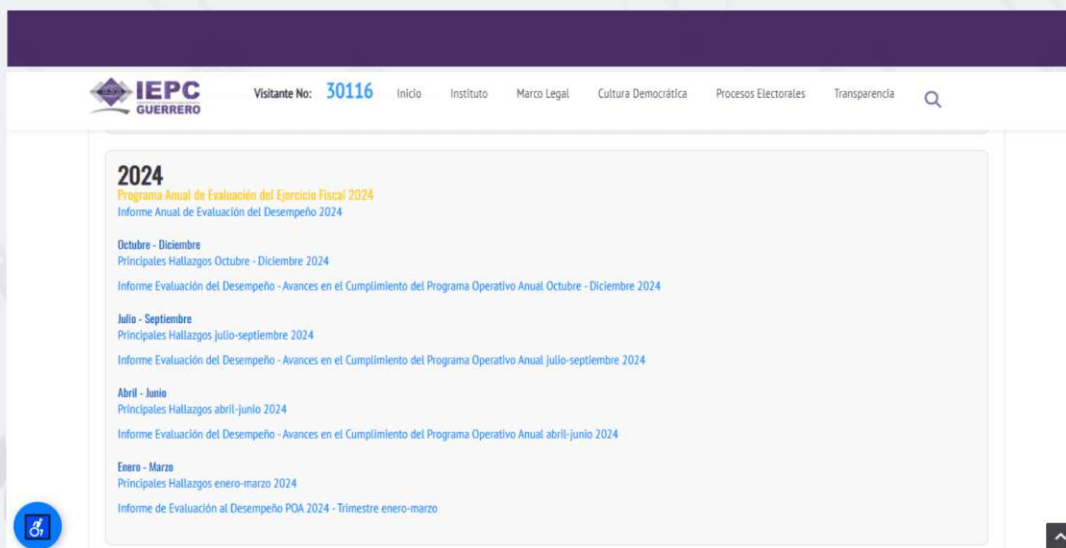 IEPC
GUERRERO
Visitante No: 30116 Inicio Instituto Marco Legal Cultura Democrática Procesos Electorales Transparencia
2024
Programa Anual de Evaluación del Ejercicio Fiscal 2024
Informe Anual de Evaluación del Desempeño 2024
Octubre - Diciembre
Principales Hallazgos Octubre - Diciembre 2024
Informe Evaluación del Desempeño - Avances en el Cumplimiento del Programa Operativo Anual Octubre - Diciembre 2024
Julio - Septiembre
Principales Hallazgos julio-septiembre 2024
Informe Evaluación del Desempeño - Avances en el Cumplimiento del Programa Operativo Anual julio-septiembre 2024
Abril - Junio
Principales Hallazgos abril-junio 2024
Informe Evaluación del Desempeño - Avances en el Cumplimiento del Programa Operativo Anual abril-junio 2024
Enero - Marzo
Principales Hallazgos enero-marzo 2024
Informe de Evaluación al Desempeño POA 2024 - Trimestre enero-marzo